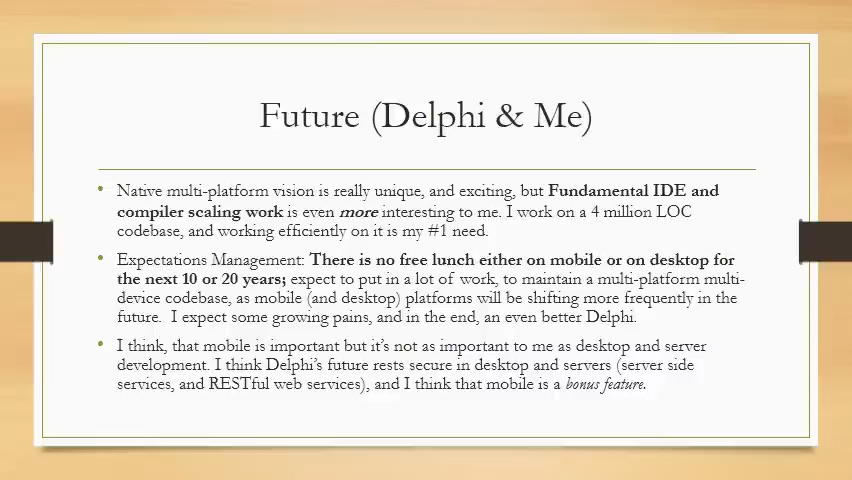 Future (Delphi & Me)
• Native multi-platform vision is really unique, and exciting, but Fundamental IDE and
compiler scaling work is even more interesting to me. I work on a 4 million LOC
codebase, and working efficiently on it is my #1 need.
• Expectations Management: There is no free lunch either on mobile or on desktop for
the next 10 or 20 years; expect to put in a lot of work, to maintain a multi-platform multi-
device codebase, as mobile (and desktop) platforms will be shifting more frequently in the
future. I expect some growing pains, and in the end, an even better Delphi.
• I think, that mobile is important but it's not as important to me as desktop and server
development. I think Delphi's future rests secure in desktop and servers (server side
services, and RESTful web services), and I think that mobile is a bonus feature.